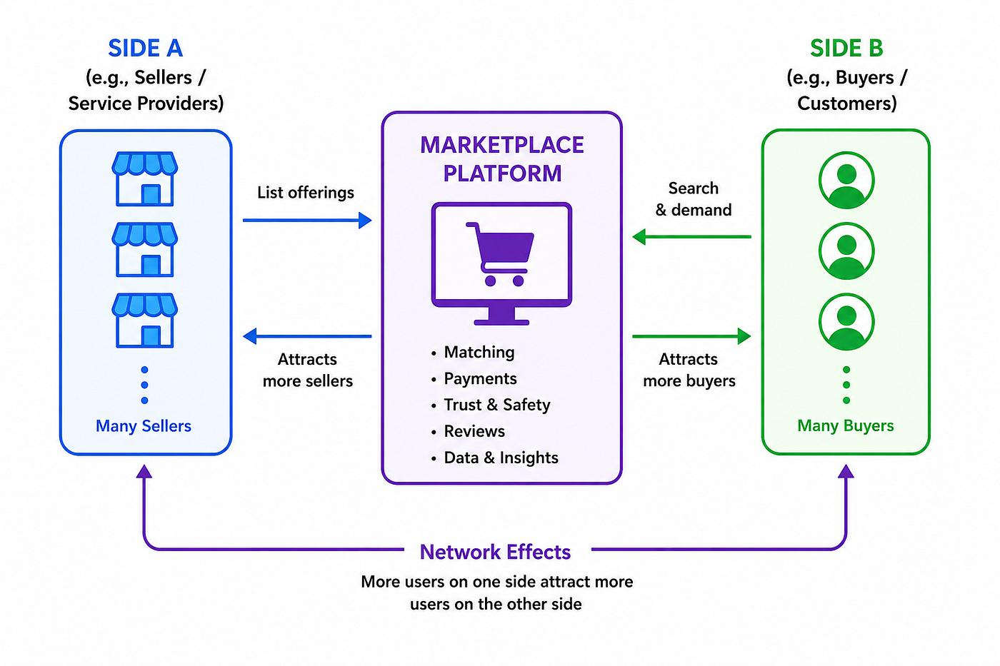 SIDE A
(e.g., Sellers /
Service Providers)
Many Sellers
List offerings
Attracts
more sellers
MARKETPLACE
PLATFORM
• Matching
• Payments
• Trust & Safety
• Reviews
• Data & Insights
Search
& demand
Attracts
more buyers
SIDE B
(e.g., Buyers /
Customers)
Many Buyers
Network Effects
More users on one side attract more
users on the other side